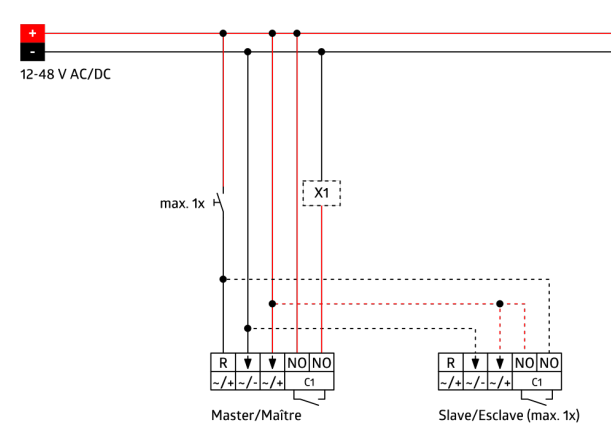 +
-
12-48 V AC/DC
X1
max. 1x
R NO NO
~/+ ~/- ~/+ C1
R NO NO
~/+ ~/- ~/+ C1
Master/Maître
Slave/Esclave (max. 1x)